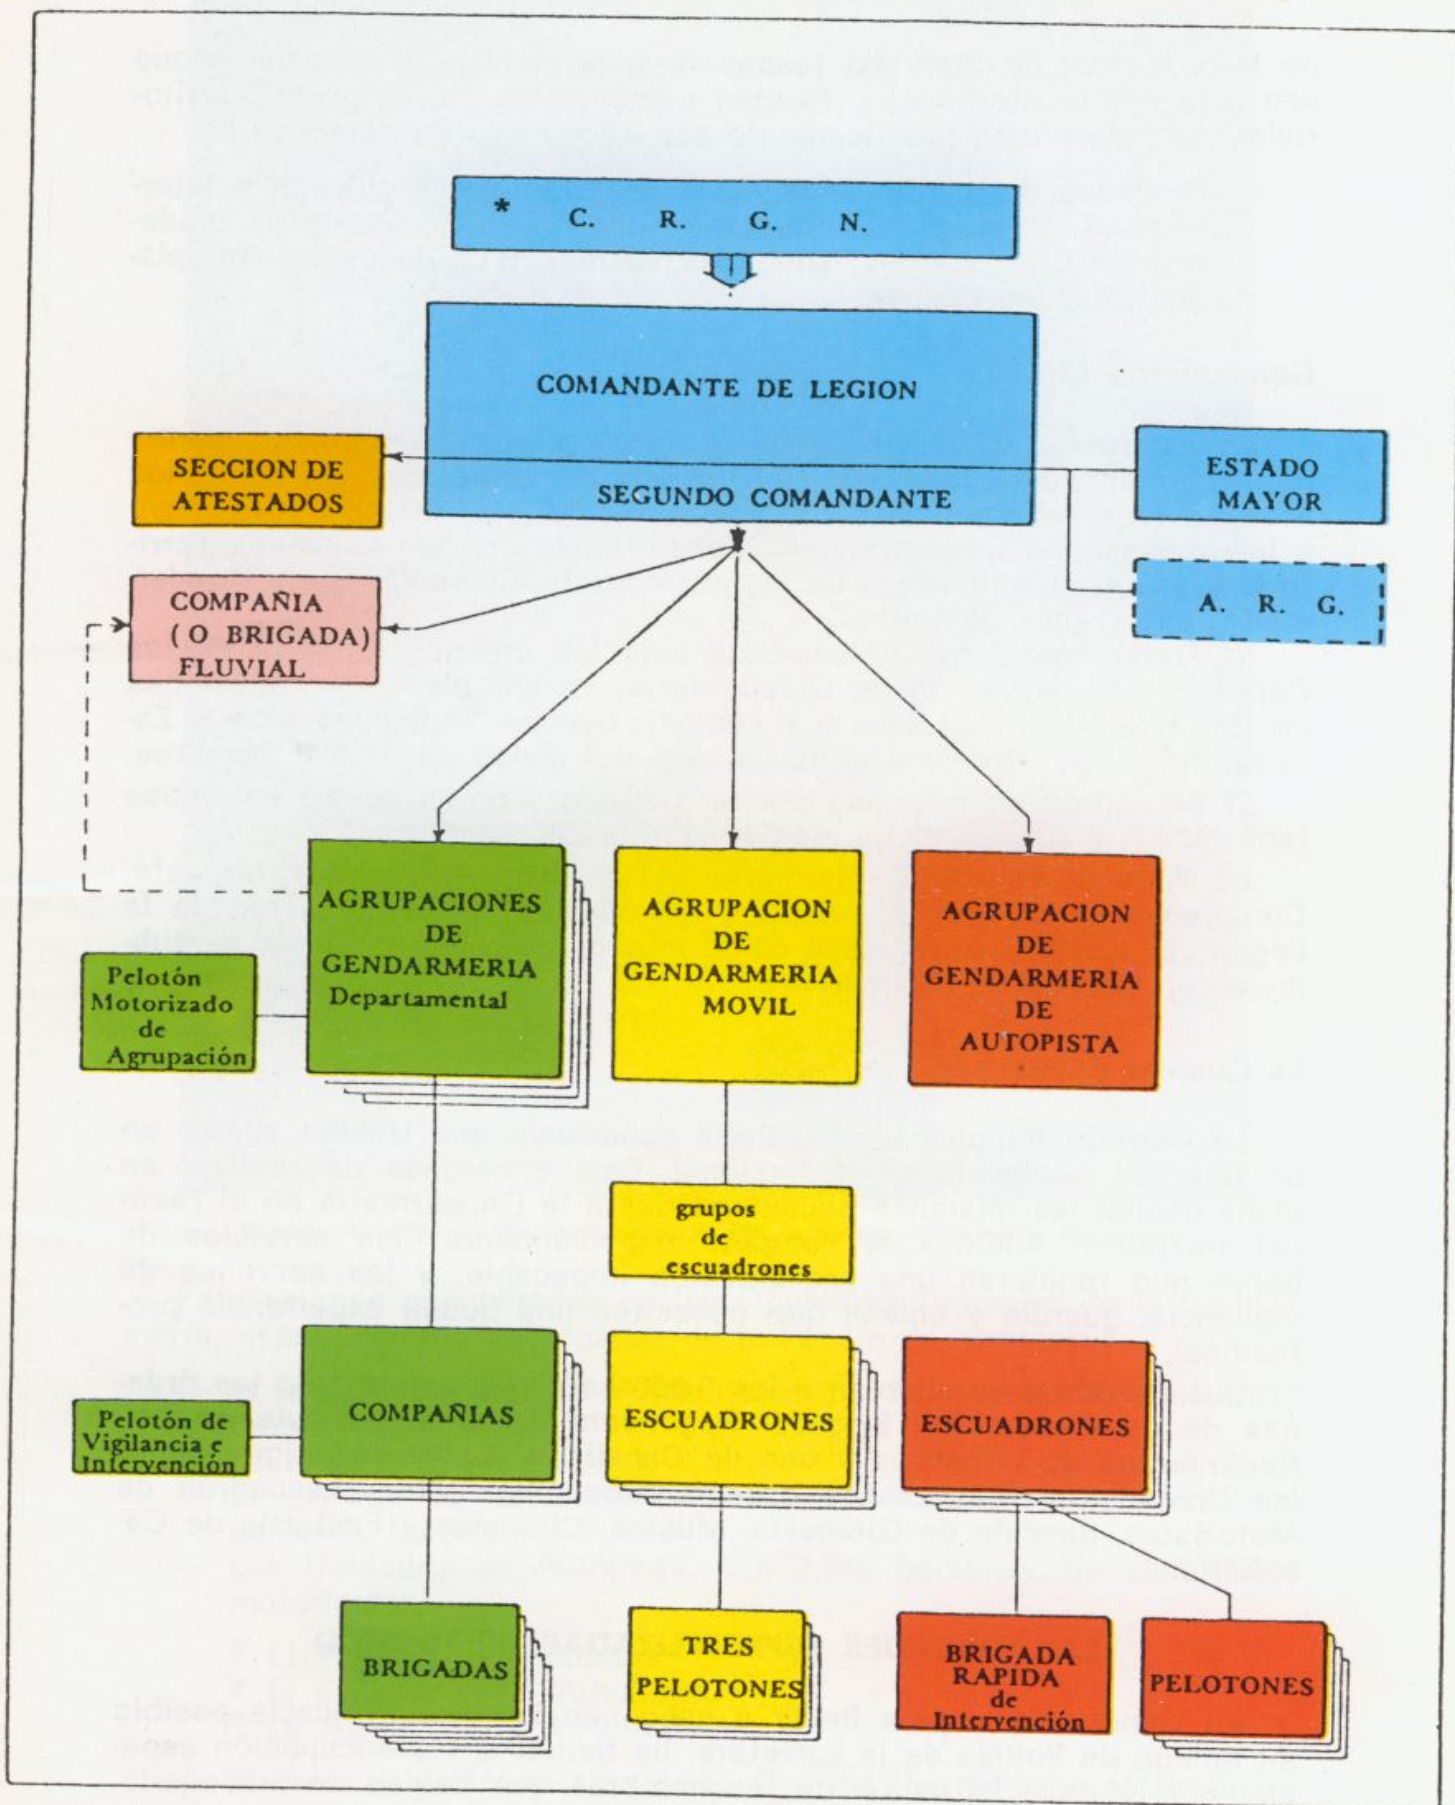 * C. R. G. N.
COMANDANTE DE LEGION
SEGUNDO COMANDANTE
SECCION DE
ATESTADOS
ESTADO
MAYOR
A. R. G.
COMPAÑIA
( O BRIGADA)
FLUVIAL
AGRUPACIONES
DE
GENDARMERIA
Departamental
AGRUPACION
DE
GENDARMERIA
MOVIL
AGRUPACION
DE
GENDARMERIA
DE
AUTOPISTA
Pelotón
Motorizado
de
Agrupación
grupos
de
escuadrones
COMPAÑIAS
ESCUADRONES
ESCUADRONES
Pelotón de
Vigilancia e
Intervención
BRIGADAS
TRES
PELOTONES
BRIGADA
RAPIDA
de
Intervención
PELOTONES